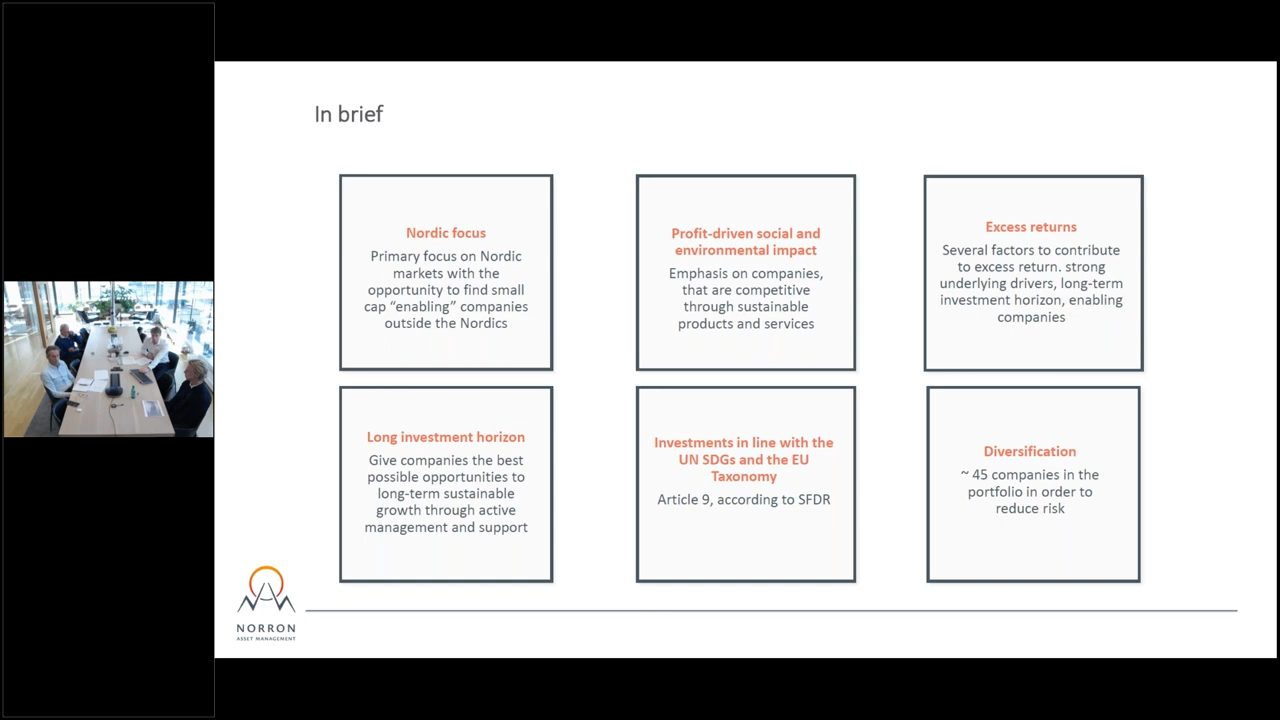 In brief
Nordic focus
Primary focus on Nordic
markets with the
opportunity to find small
cap “enabling” companies
outside the Nordics
Profit-driven social and
environmental impact
Emphasis on companies,
that are competitive
through sustainable
products and services
Excess returns
Several factors to contribute
to excess return. strong
underlying drivers, long-term
investment horizon, enabling
companies
Long investment horizon
Give companies the best
possible opportunities to
long-term sustainable
growth through active
management and support
Investments in line with the
UN SDGs and the EU
Taxonomy
Article 9, according to SFDR
Diversification
~ 45 companies in the
portfolio in order to
reduce risk
NORRON
ASSET MANAGEMENT